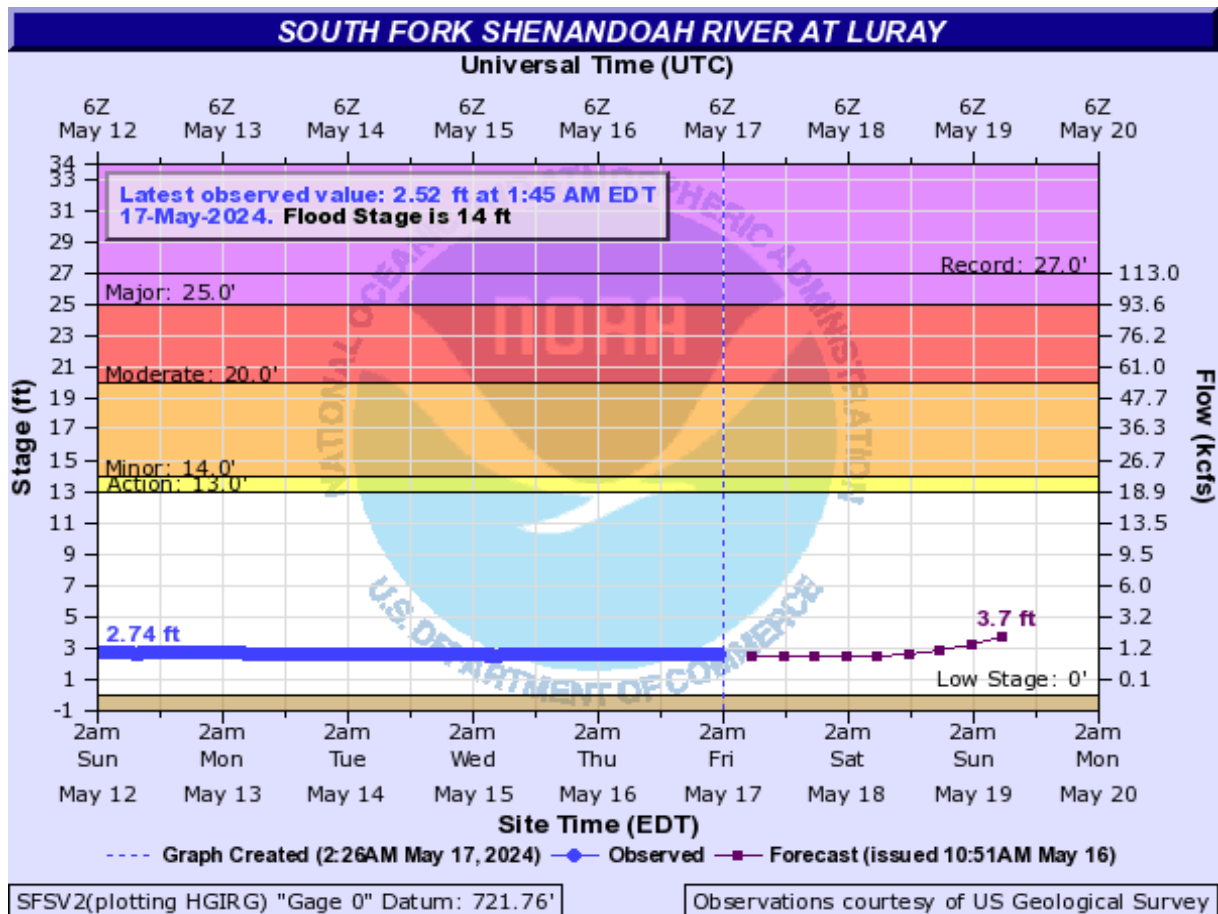 SOUTH FORK SHENANDOAH RIVER AT LURAY
Universal Time (UTC)
6Z 6Z 6Z 6Z 6Z 6Z 6Z 6Z 6Z
May 12 May 13 May 14 May 15 May 16 May 17 May 18 May 19 May 20
Latest observed value: 2.52 ft at 1:45 AM EDT
17-May-2024. Flood Stage is 14 ft
Stage (ft)
34
33
31
29
27
25
23
21
19
17
15
13
11
9
7
5
3
1
-1
Record: 27.0'
Major: 25.0'
Moderate: 20.0'
Minor: 14.0'
Action: 13.0'
2.74 ft
3.7 ft
Low Stage: 0'
NATIONAL OCEANIC AND ATMOSPHERIC ADMINISTRATION
NOAA
U.S. DEPARTMENT OF COMMERCE
113.0
93.6
76.2
61.0
47.7
36.3
26.7
18.9
13.5
9.5
6.0
3.2
1.2
0.1
Flow (kcfs)
2am 2am 2am 2am 2am 2am 2am 2am 2am
Sun Mon Tue Wed Thu Fri Sat Sun Mon
May 12 May 13 May 14 May 15 May 16 May 17 May 18 May 19 May 20
Site Time (EDT)
Graph Created (2:26AM May 17, 2024) Observed Forecast (issued 10:51AM May 16)
SFSV2(plotting HGIRG) "Gage 0" Datum: 721.76'
Observations courtesy of US Geological Survey